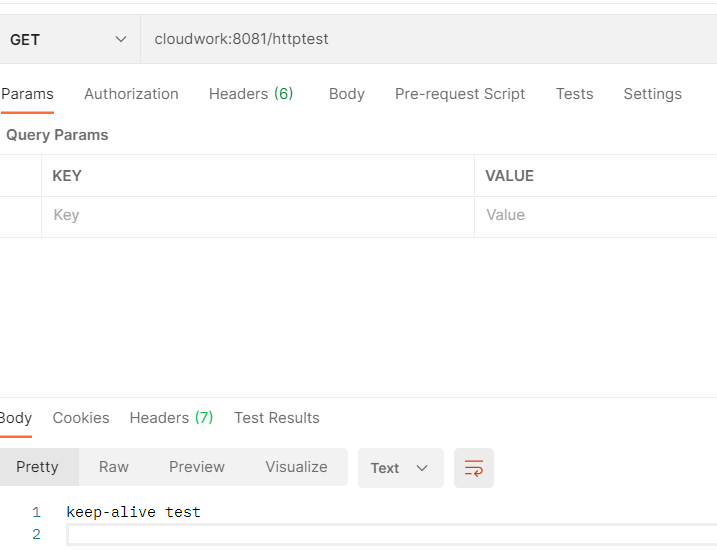 GET cloudwork:8081/httptest
Params Authorization Headers (6) Body Pre-request Script Tests Settings
Query Params
KEY VALUE
Key Value
Body Cookies Headers (7) Test Results
Pretty Raw Preview Visualize Text
1 keep-alive test
2